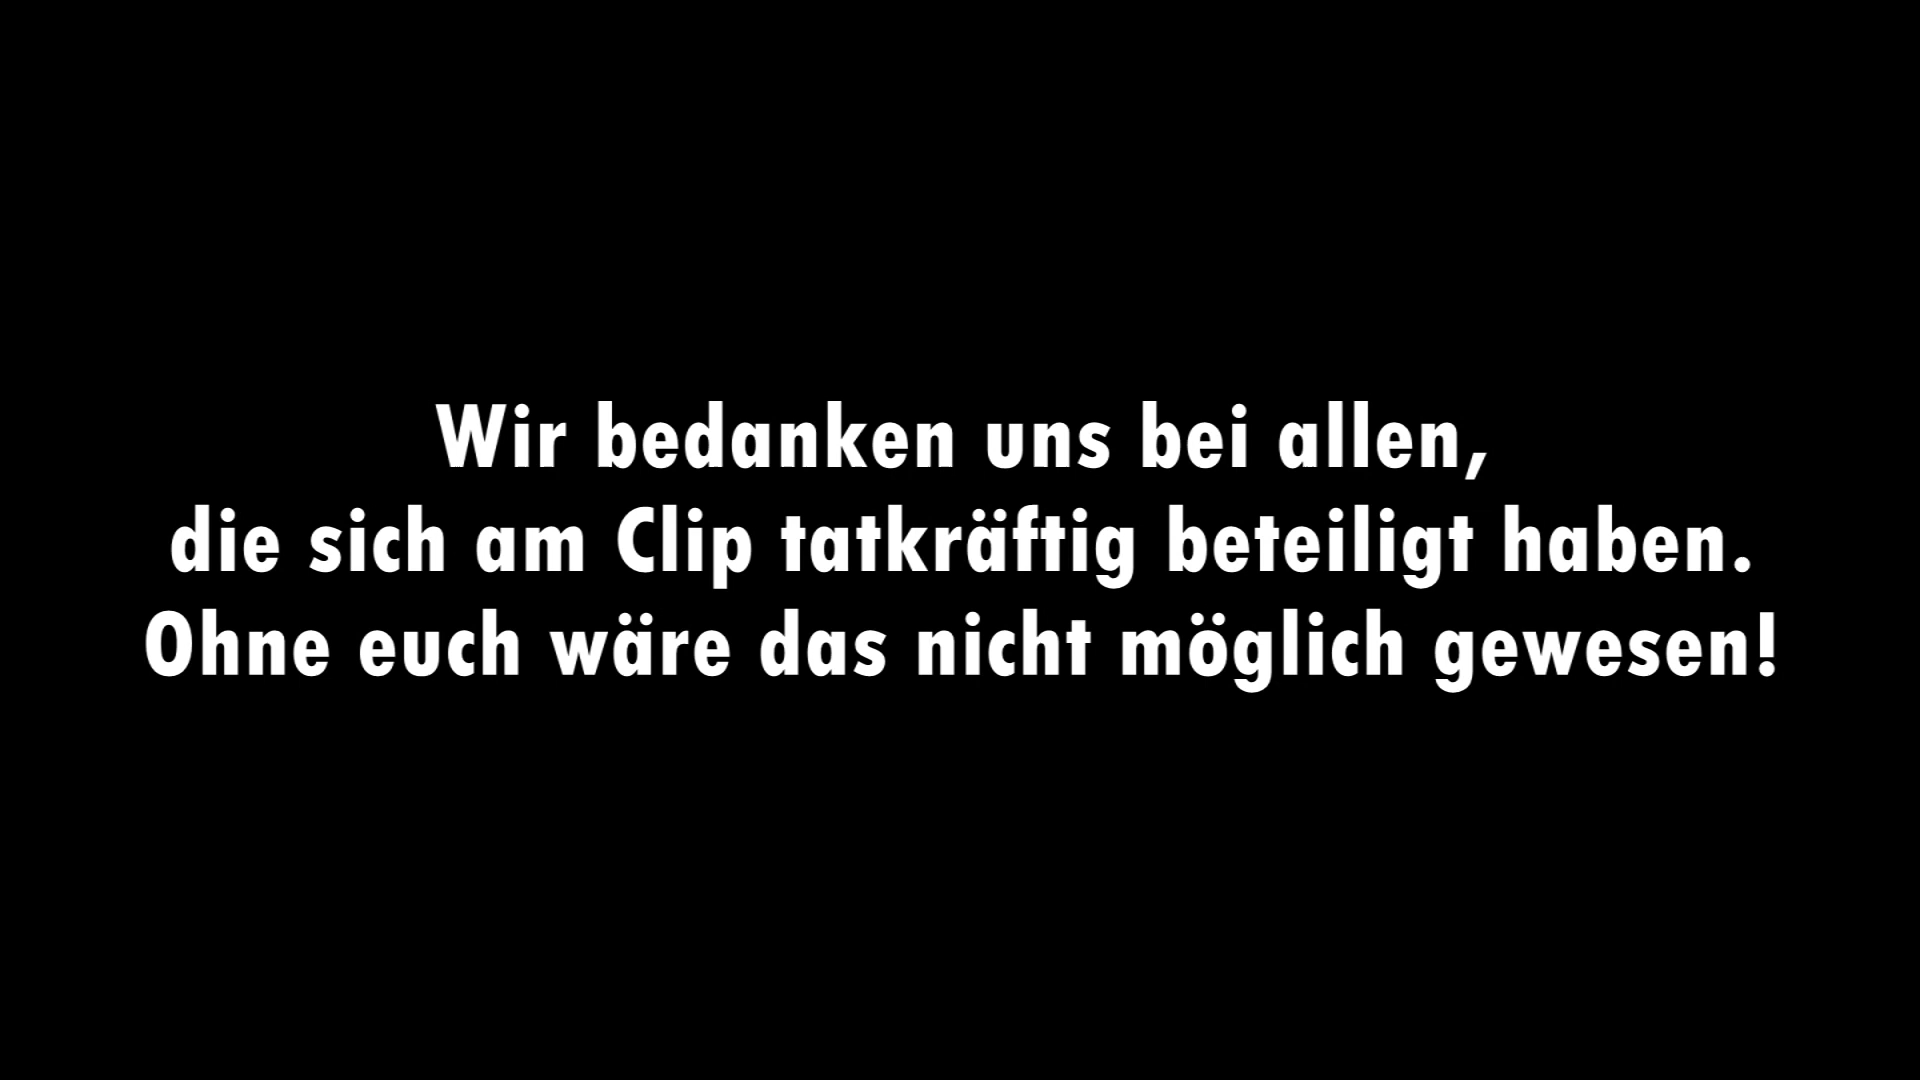 Wir bedanken uns bei allen,
die sich am Clip tatkräftig beteiligt haben.
Ohne euch wäre das nicht möglich gewesen!